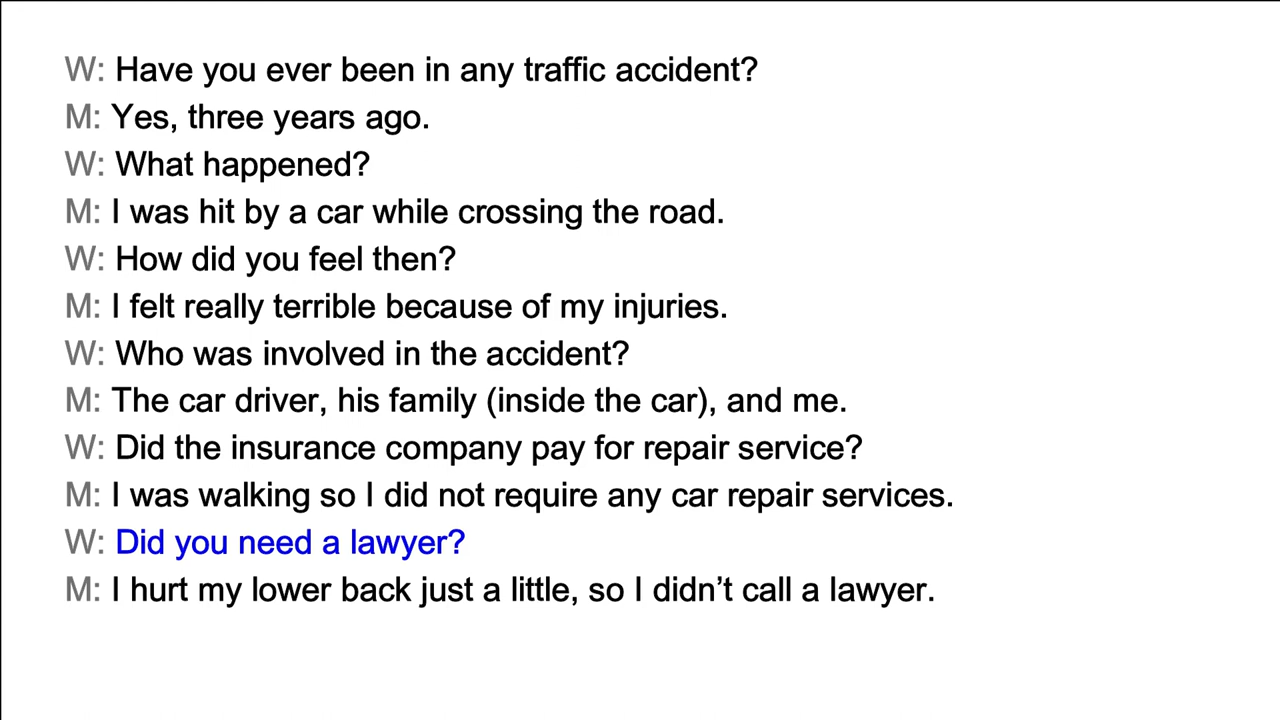 W: Have you ever been in any traffic accident?
M: Yes, three years ago.
W: What happened?
M: I was hit by a car while crossing the road.
W: How did you feel then?
M: I felt really terrible because of my injuries.
W: Who was involved in the accident?
M: The car driver, his family (inside the car), and me.
W: Did the insurance company pay for repair service?
M: I was walking so I did not require any car repair services.
W: Did you need a lawyer?
M: I hurt my lower back just a little, so I didn’t call a lawyer.